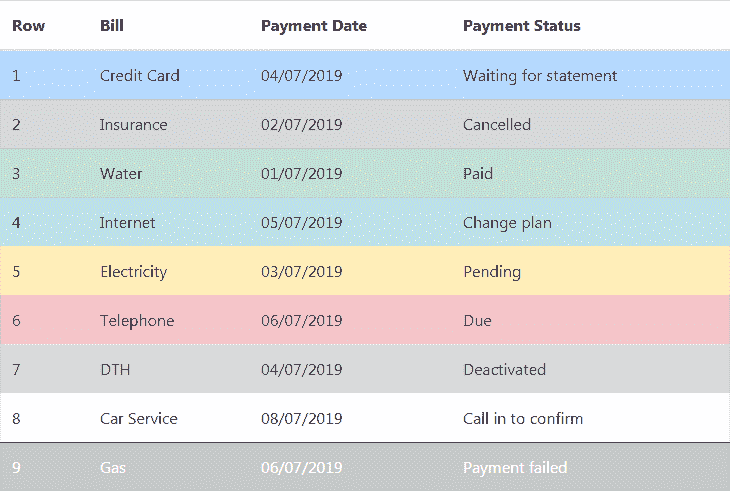 Row Bill Payment Date Payment Status
1 Credit Card 04/07/2019 Waiting for statement
2 Insurance 02/07/2019 Cancelled
3 Water 01/07/2019 Paid
4 Internet 05/07/2019 Change plan
5 Electricity 03/07/2019 Pending
6 Telephone 06/07/2019 Due
7 DTH 04/07/2019 Deactivated
8 Car Service 08/07/2019 Call in to confirm
9 Gas 06/07/2019 Payment failed